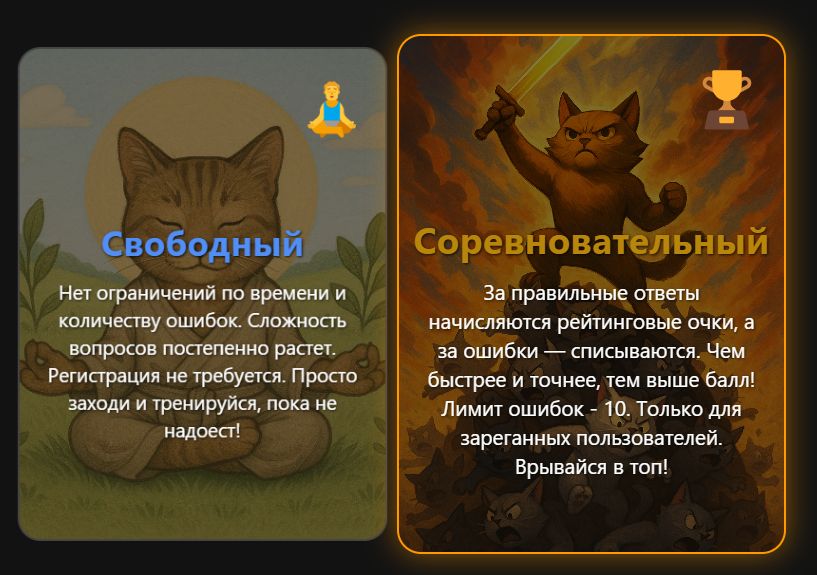 Свободный
Нет ограничений по времени и
количеству ошибок. Сложность
вопросов постепенно растет.
Регистрация не требуется. Просто
заходи и тренируйся, пока не
надоест!
Соревновательный
За правильные ответы
начисляются рейтинговые очки, а
за ошибки — списываются. Чем
быстрее и точнее, тем выше балл!
Лимит ошибок - 10. Только для
зареганных пользователей.
Врывайся в топ!